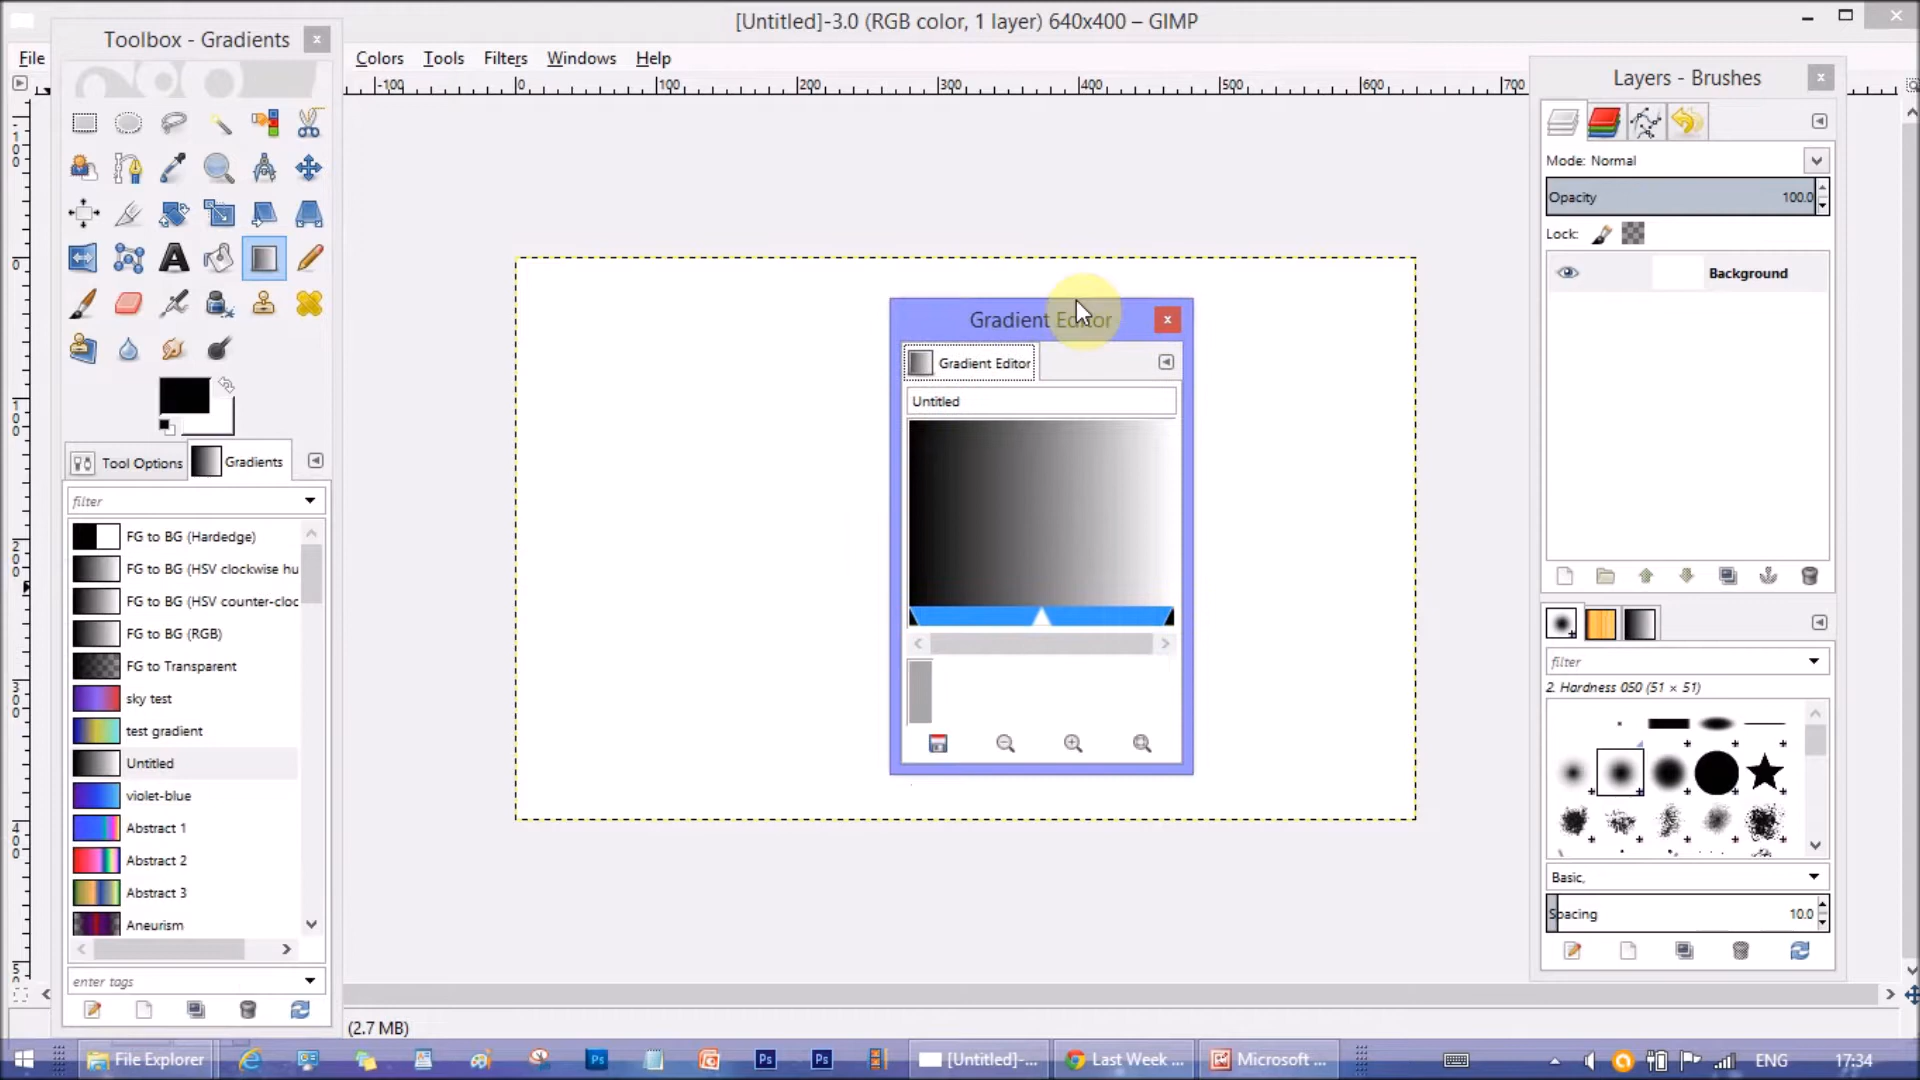 [Untitled]-3.0 (RGB color, 1 layer) 640x400 – GIMP
Toolbox - Gradients
File
Colors
Tools
Filters
Windows
Help
-100
0
100
200
300
400
500
600
700
Layers - Brushes
Mode: Normal
Opacity
100.0
Lock:
Background
Gradient Editor
Gradient Editor
Untitled
Tool Options
Gradients
filter
FG to BG (Hardedge)
FG to BG (HSV clockwise hu
FG to BG (HSV counter-cloc
FG to BG (RGB)
FG to Transparent
sky test
test gradient
Untitled
violet-blue
Abstract 1
Abstract 2
Abstract 3
Aneurism
enter tags
filter
2. Hardness 050 (51 × 51)
Basic,
Spacing
10.0
(2.7 MB)
File Explorer
[Untitled]-...
Last Week ...
Microsoft ...
ENG
17:34